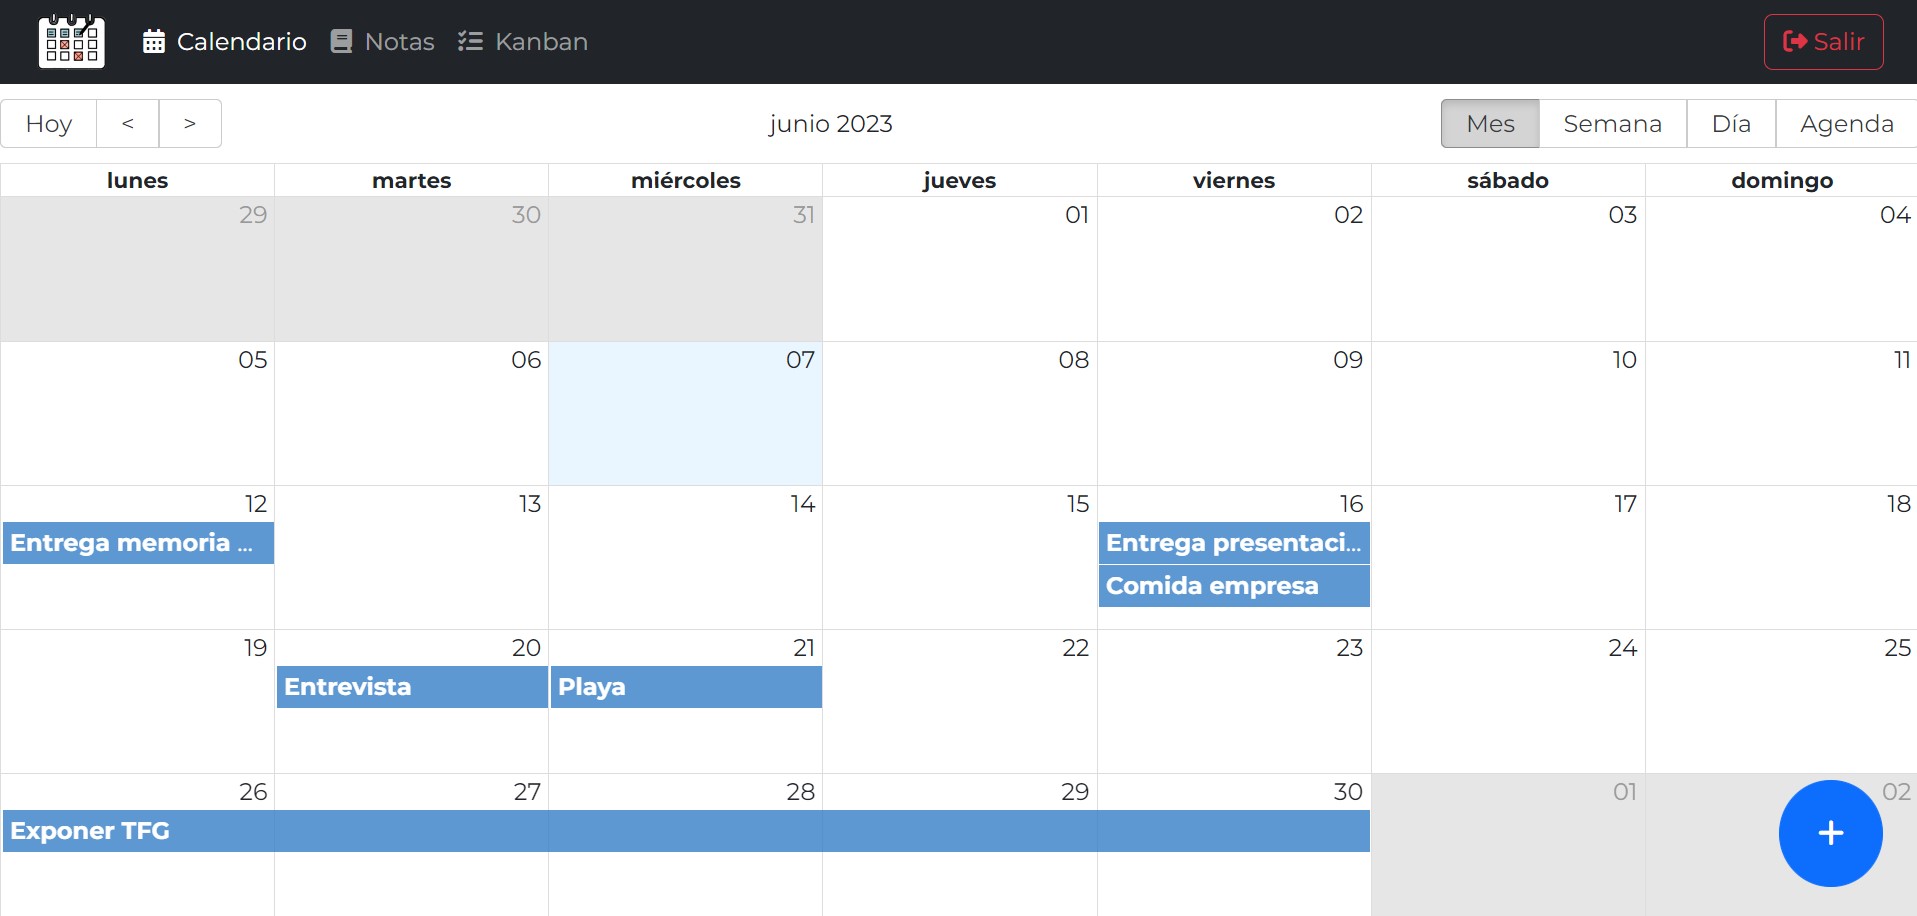 Calendario Notas Kanban Salir
Hoy < > junio 2023 Mes Semana Día Agenda
lunes martes miércoles jueves viernes sábado domingo
29 30 31 01 02 03 04
05 06 07 08 09 10 11
12 13 14 15 16 17 18
Entrega memoria ... Entrega presentaci...
Comida empresa
19 20 21 22 23 24 25
Entrevista Playa
26 27 28 29 30 01 02
Exponer TFG
+